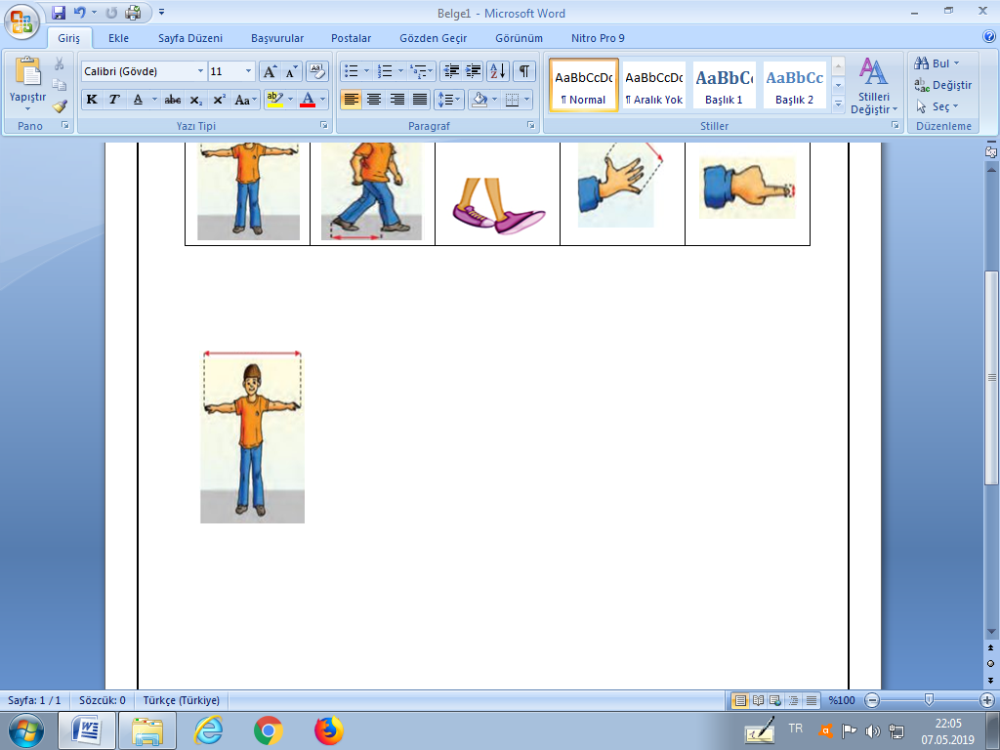 Belge1 - Microsoft Word
Giriş Ekle Sayfa Düzeni Başvurular Postalar Gözden Geçir Görünüm Nitro Pro 9
Yapıştır
Pano
Calibri (Gövde) 11
K T A abc x₂ x² Aa
Yazı Tipi
Paragraf
AaBbCcDc AaBbCcDc AaBbC AaBbCc
¶ Normal ¶ Aralık Yok Başlık 1 Başlık 2
Stilleri
Değiştir
Stiller
Bul
Değiştir
Seç
Düzenleme
Sayfa: 1 / 1 Sözcük: 0 Türkçe (Türkiye) %100
TR
22:05
07.05.2019